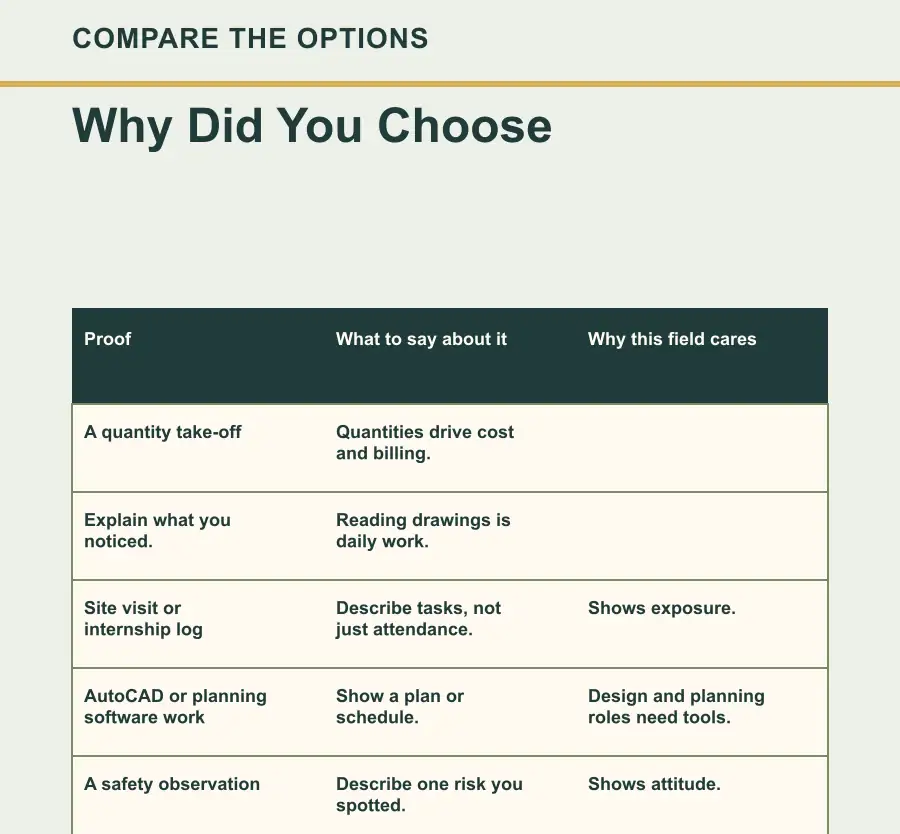 COMPARE THE OPTIONS
Why Did You Choose
Proof
What to say about it
Why this field cares
A quantity take-off
Quantities drive cost
and billing.
Explain what you
noticed.
Reading drawings is
daily work.
Site visit or
internship log
Describe tasks, not
just attendance.
Shows exposure.
AutoCAD or planning
software work
Show a plan or
schedule.
Design and planning
roles need tools.
A safety observation
Describe one risk you
spotted.
Shows attitude.